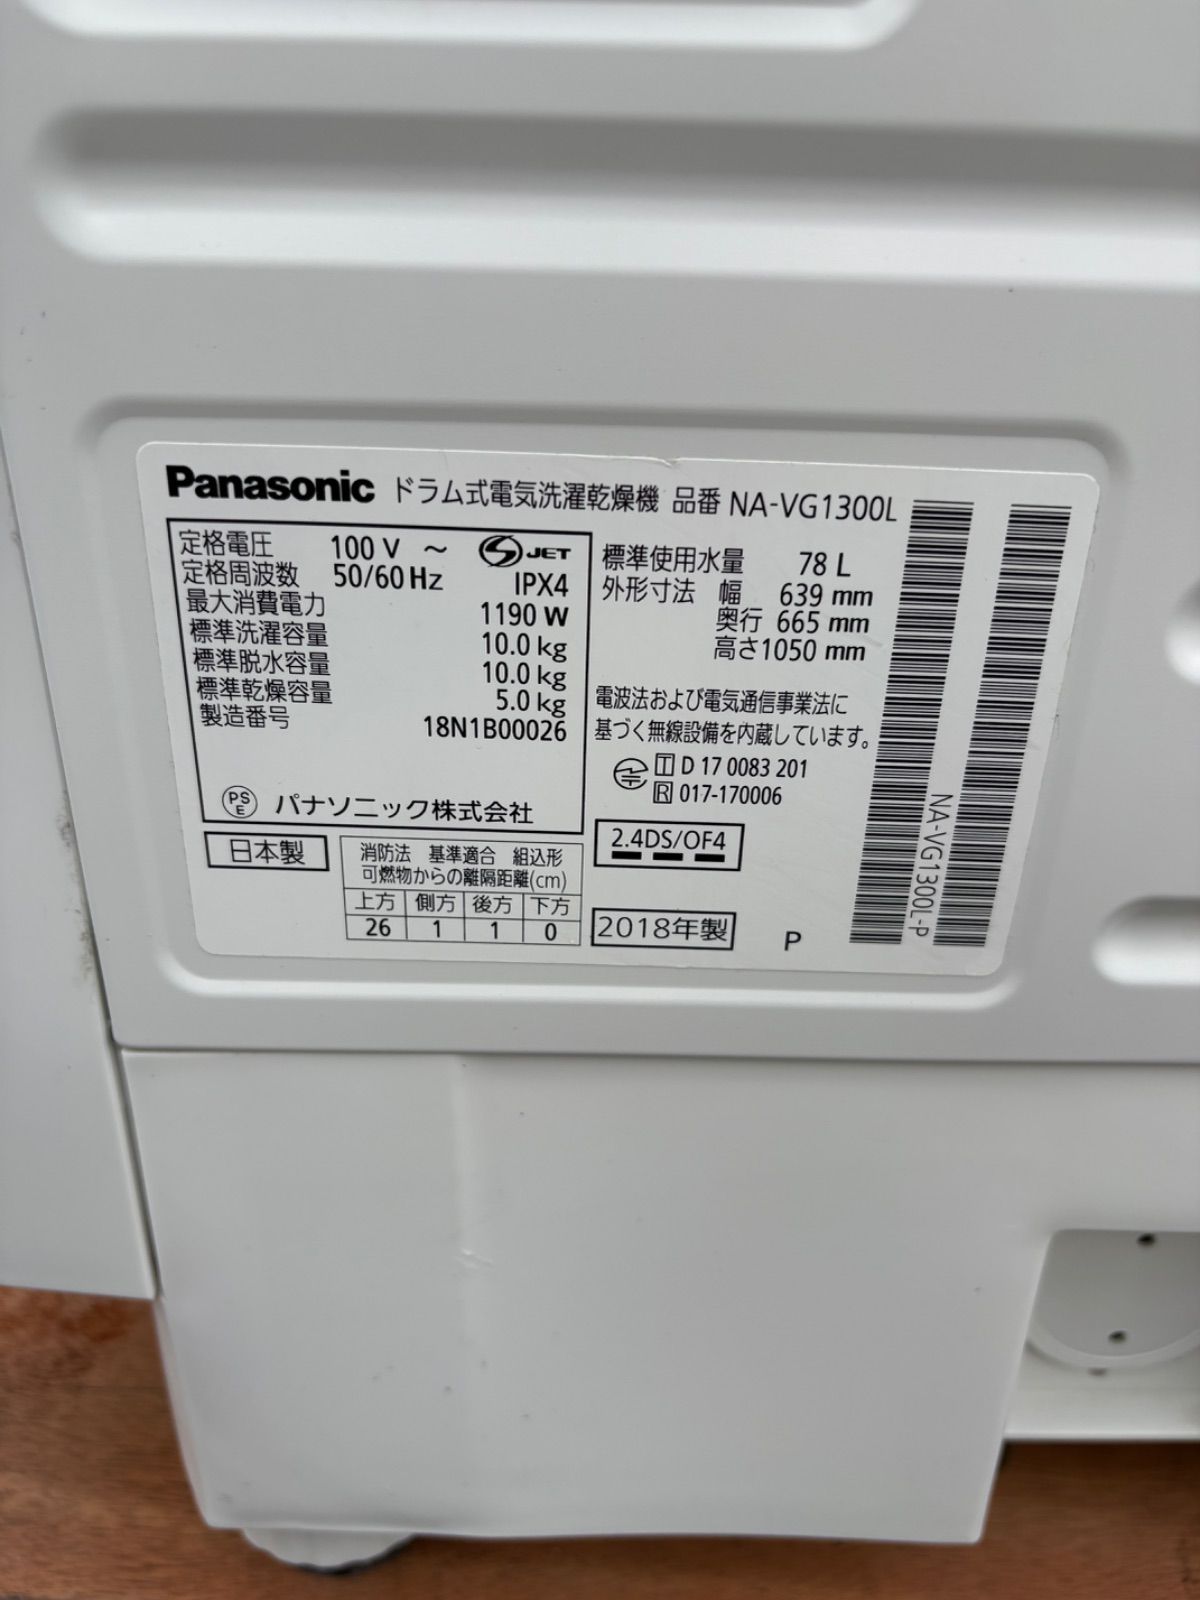 Panasonic ドラム式電気洗濯乾燥機 品番 NA-VG1300L
定格電圧 100 V ～ JET
定格周波数 50/60 Hz IPX4
最大消費電力 1190 W
標準洗濯容量 10.0 kg
標準脱水容量 10.0 kg
標準乾燥容量 5.0 kg
製造番号 18N1B00026
PS E パナソニック株式会社
標準使用水量 78 L
外形寸法 幅 639 mm
奥行 665 mm
高さ1050 mm
電波法および電気通信事業法に
基づく無線設備を内蔵しています。
T D 17 0083 201
R 017-170006
2.4DS/OF4
日本製
消防法 基準適合 組込形
可燃物からの離隔距離(cm)
上方 側方 後方 下方
26 1 1 0
2018年製 P
NA-VG1300L-P